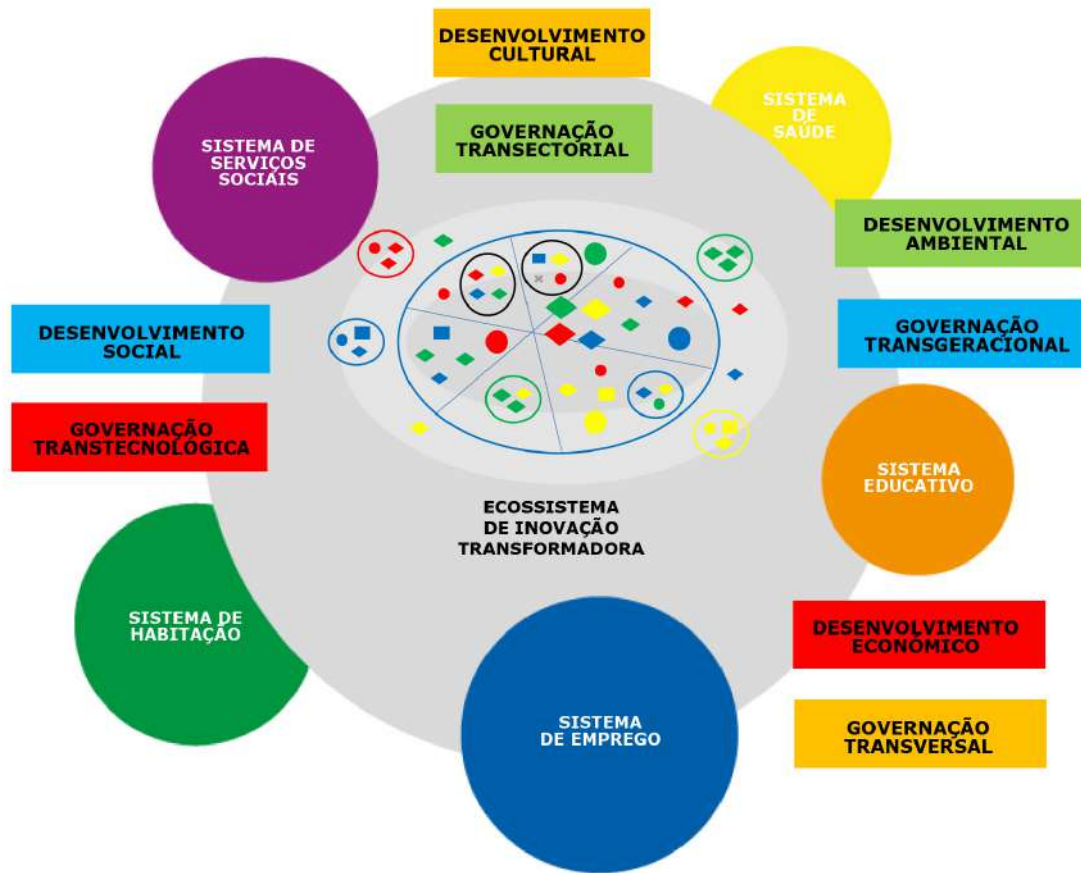 DESENVOLVIMENTO
CULTURAL
GOVERNAÇÃO
TRANSECTORIAL
SISTEMA DE
SERVIÇOS
SOCIÁIS
SISTEMA
DE
SAÚDE
DESENVOLVIMENTO
AMBIENTAL
DESENVOLVIMENTO
SOCIAL
GOVERNAÇÃO
TRANSGERACIONAL
GOVERNAÇÃO
TRANSTECNOLÓGICA
SISTEMA
EDUCATIVO
ECOSSISTEMA
DE INOVAÇÃO
TRANSFORMADORA
SISTEMA DE
HABITAÇÃO
DESENVOLVIMENTO
ECONÓMICO
SISTEMA
DE EMPREGO
GOVERNAÇÃO
TRANSVERSAL